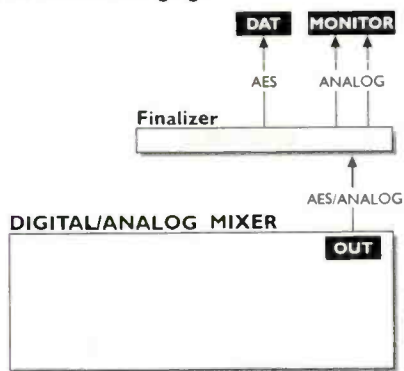 DAT MONITOR
AES ANALOG
Finalizer
AES/ANALOG
DIGITAL/ANALOG MIXER
OUT